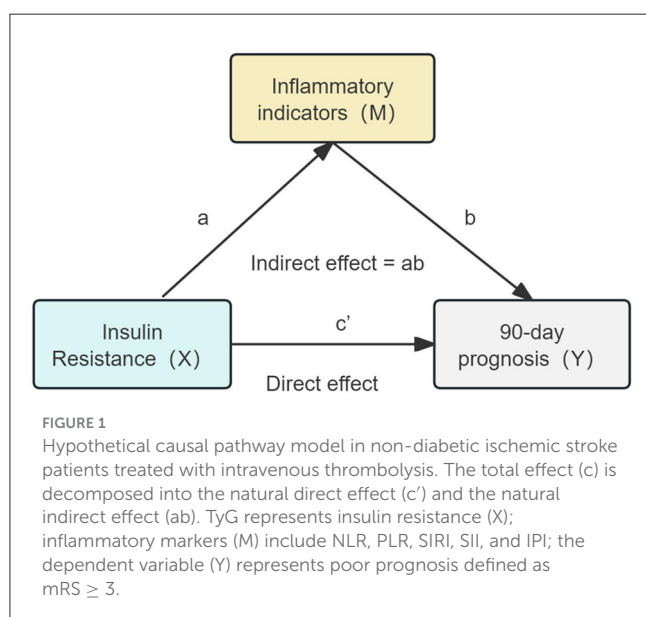 Inflammatory
indicators (M)
a
b
Indirect effect = ab
Insulin
Resistance (X)
c'
Direct effect
90-day
prognosis (Y)
FIGURE 1
Hypothetical causal pathway model in non-diabetic ischemic stroke
patients treated with intravenous thrombolysis. The total effect (c) is
decomposed into the natural direct effect (c′) and the natural
indirect effect (ab). TyG represents insulin resistance (X);
inflammatory markers (M) include NLR, PLR, SIRI, SII, and IPI; the
dependent variable (Y) represents poor prognosis defined as
mRS ≥ 3.